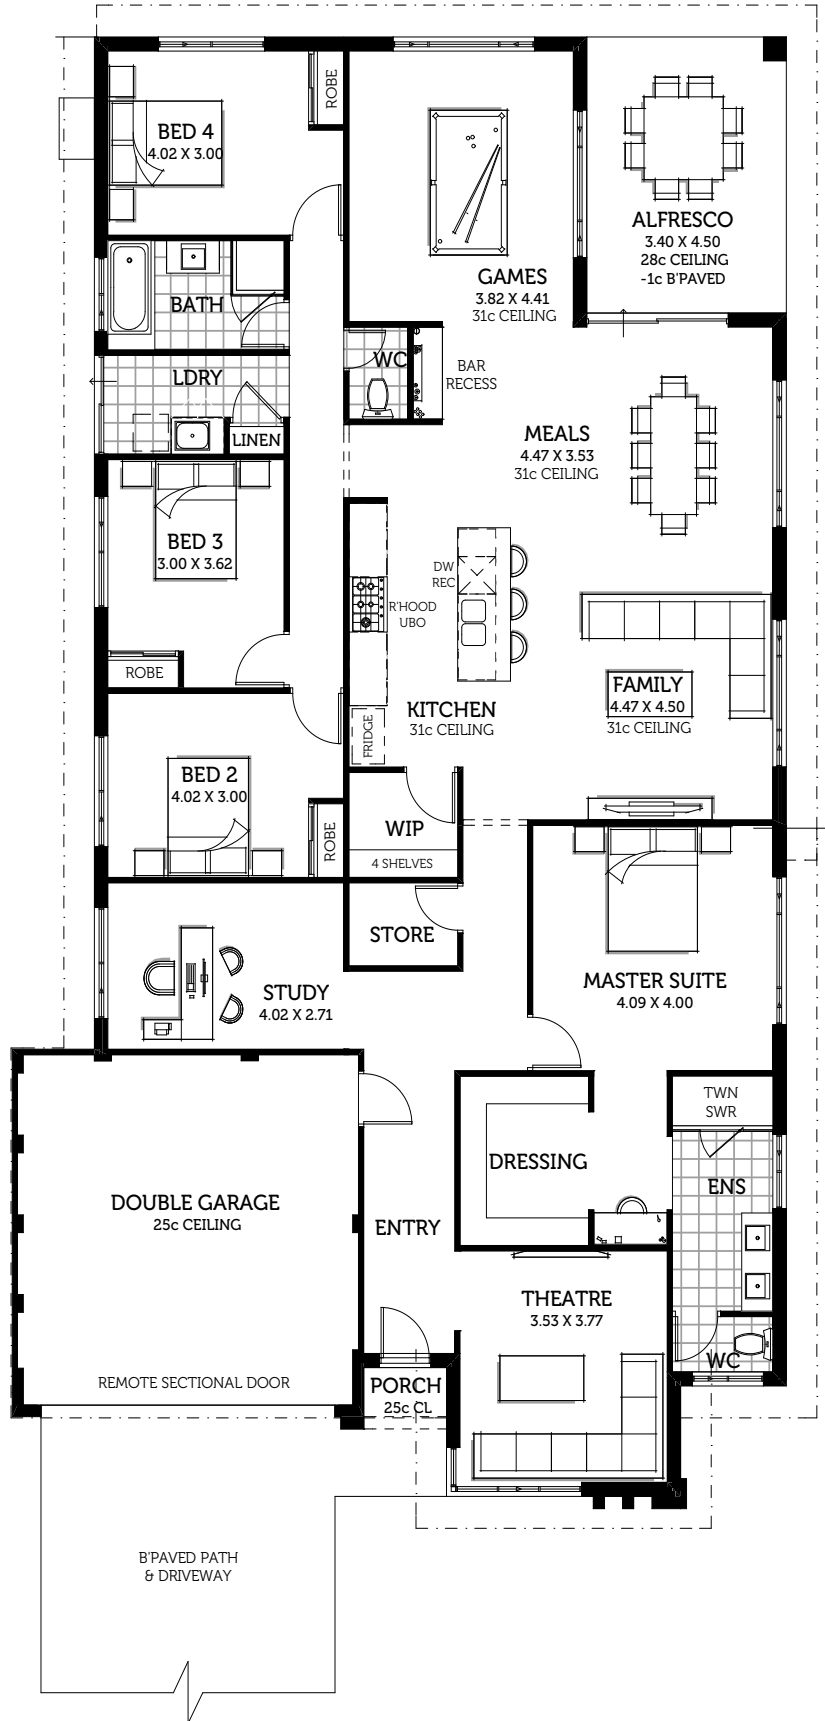 BED 4
4.02 X 3.00
ROBE
ALFRESCO
3.40 X 4.50
28c CEILING
-1c B'PAVED
GAMES
3.82 X 4.41
31c CEILING
BATH
WC
BAR
RECESS
LDRY
LINEN
MEALS
4.47 X 3.53
31c CEILING
BED 3
3.00 X 3.62
DW
REC
R'HOOD
UBO
ROBE
FAMILY
4.47 X 4.50
31c CEILING
KITCHEN
31c CEILING
FRIDGE
BED 2
4.02 X 3.00
ROBE
WIP
4 SHELVES
STORE
MASTER SUITE
4.09 X 4.00
STUDY
4.02 X 2.71
TWN
SWR
DRESSING
ENS
DOUBLE GARAGE
25c CEILING
ENTRY
THEATRE
3.53 X 3.77
WC
REMOTE SECTIONAL DOOR
PORCH
25c CL
B'PAVED PATH
& DRIVEWAY